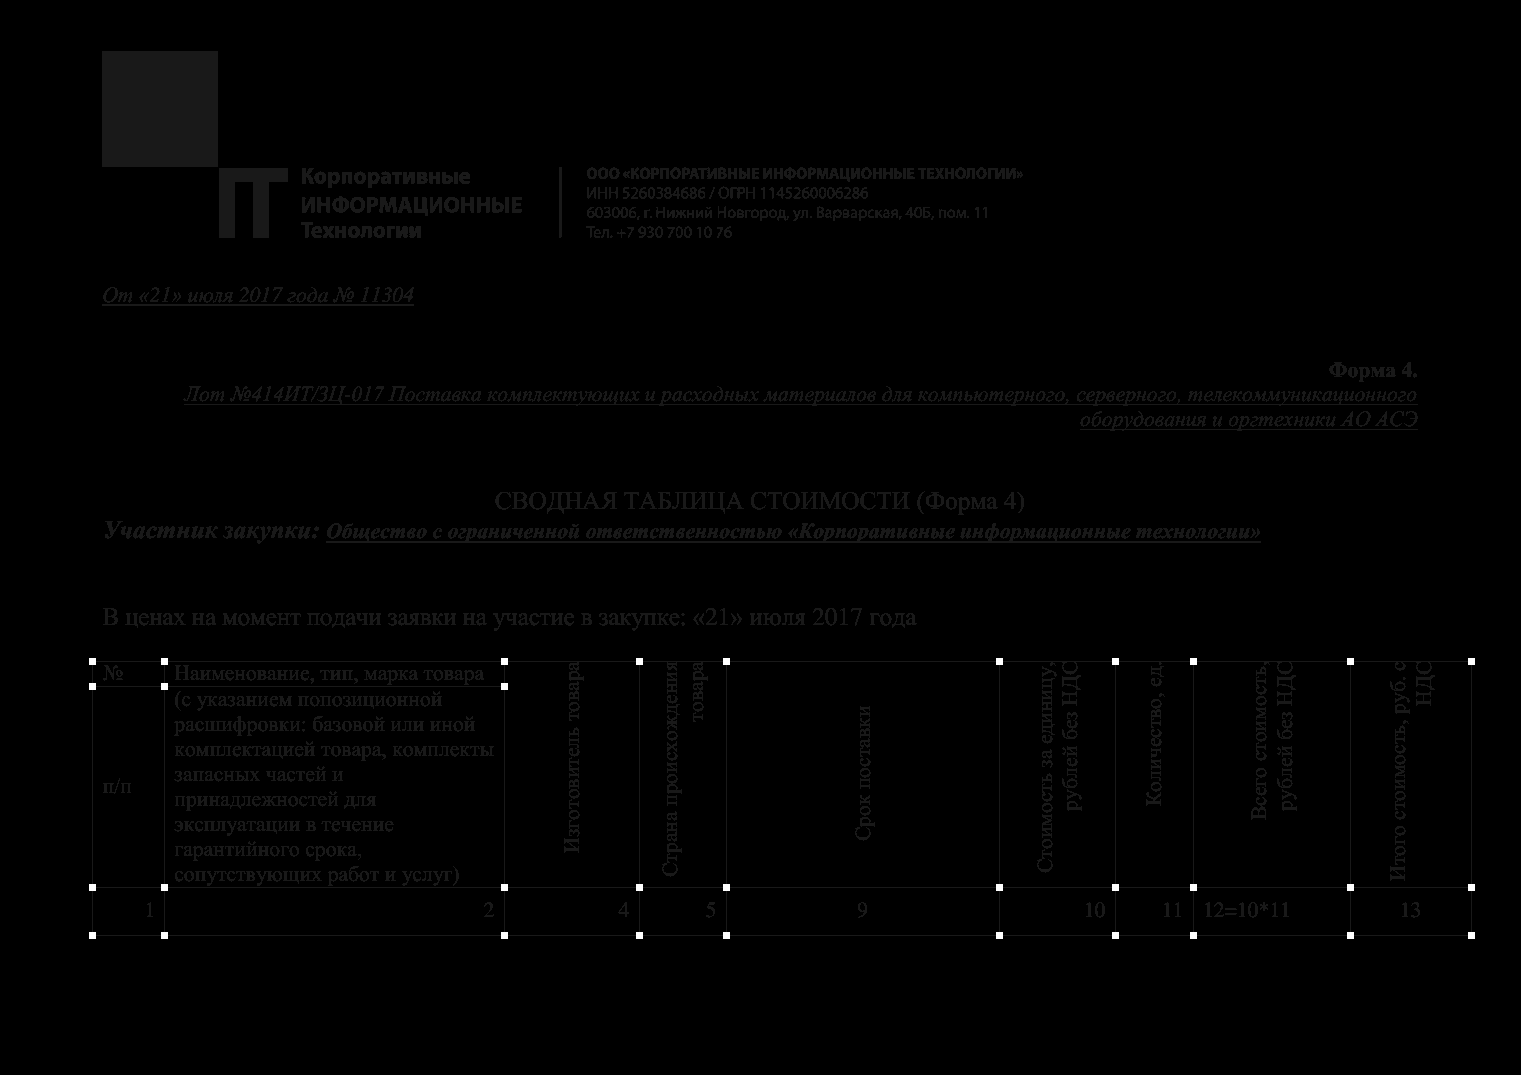 Корпоративные
ИНФОРМАЦИОННЫЕ
Технологии
ООО «КОРПОРАТИВНЫЕ ИНФОРМАЦИОННЫЕ ТЕХНОЛОГИИ»
ИНН 5260384686 / ОГРН 1145260006286
603006, г. Нижний Новгород, ул. Варварская, 40Б, пом. 11
Тел. +7 930 700 10 76
От «21» июля 2017 года № 11304
Форма 4.
Лот №414ИТ/ЗЦ-017 Поставка комплектующих и расходных материалов для компьютерного, серверного, телекоммуникационного
оборудования и оргтехники АО АСЭ
СВОДНАЯ ТАБЛИЦА СТОИМОСТИ (Форма 4)
Участник закупки: Общество с ограниченной ответственностью «Корпоративные информационные технологии»
В ценах на момент подачи заявки на участие в закупке: «21» июля 2017 года
№
п/п
Наименование, тип, марка товара
(с указанием попозиционной
расшифровки: базовой или иной
комплектацией товара, комплекты
запасных частей и
принадлежностей для
эксплуатации в течение
гарантийного срока,
сопутствующих работ и услуг)
Изготовитель товара
Страна происхождения
товара
Срок поставки
Стоимость за единицу,
рублей без НДС
Количество, ед.
Всего стоимость,
рублей без НДС
Итого стоимость, руб. с
НДС
1 2 4 5 9 10 11 12=10*11 13